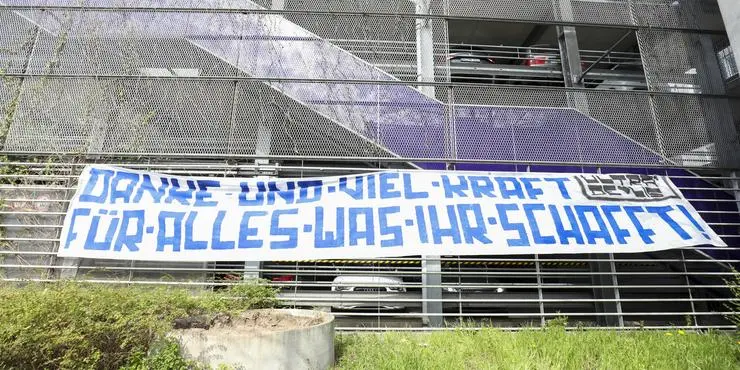 DANKE·UND·VIEL·KRAFT
FÜR·ALLES·WAS·IHR·SCHAFFT!